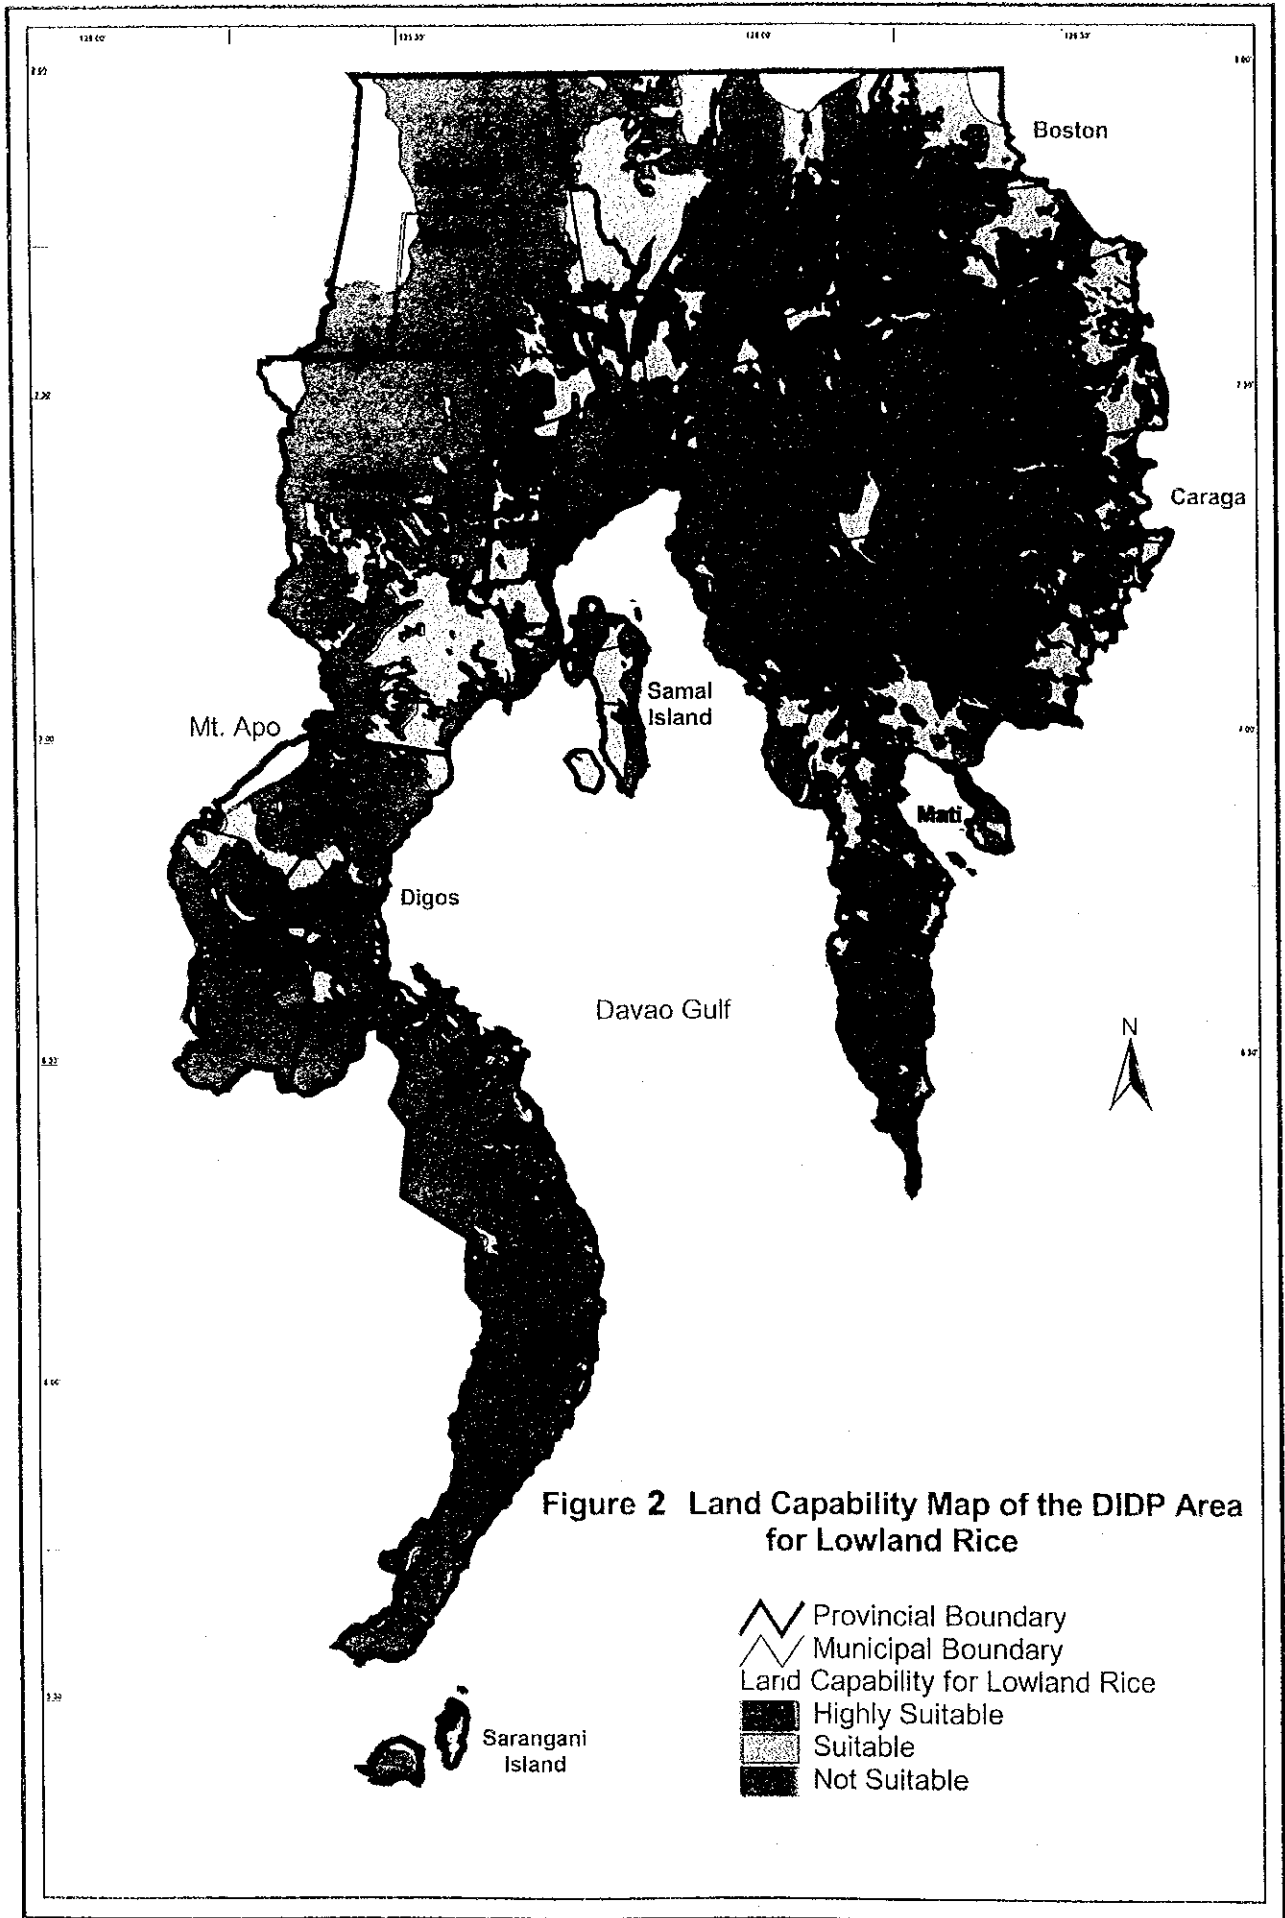 Boston
Caraga
Samal
Island
Mt. Apo
Mati
Digos
Davao Gulf
N
Figure 2 Land Capability Map of the DIDP Area
for Lowland Rice
Provincial Boundary
Municipal Boundary
Land Capability for Lowland Rice
Highly Suitable
Suitable
Not Suitable
Sarangani
Island